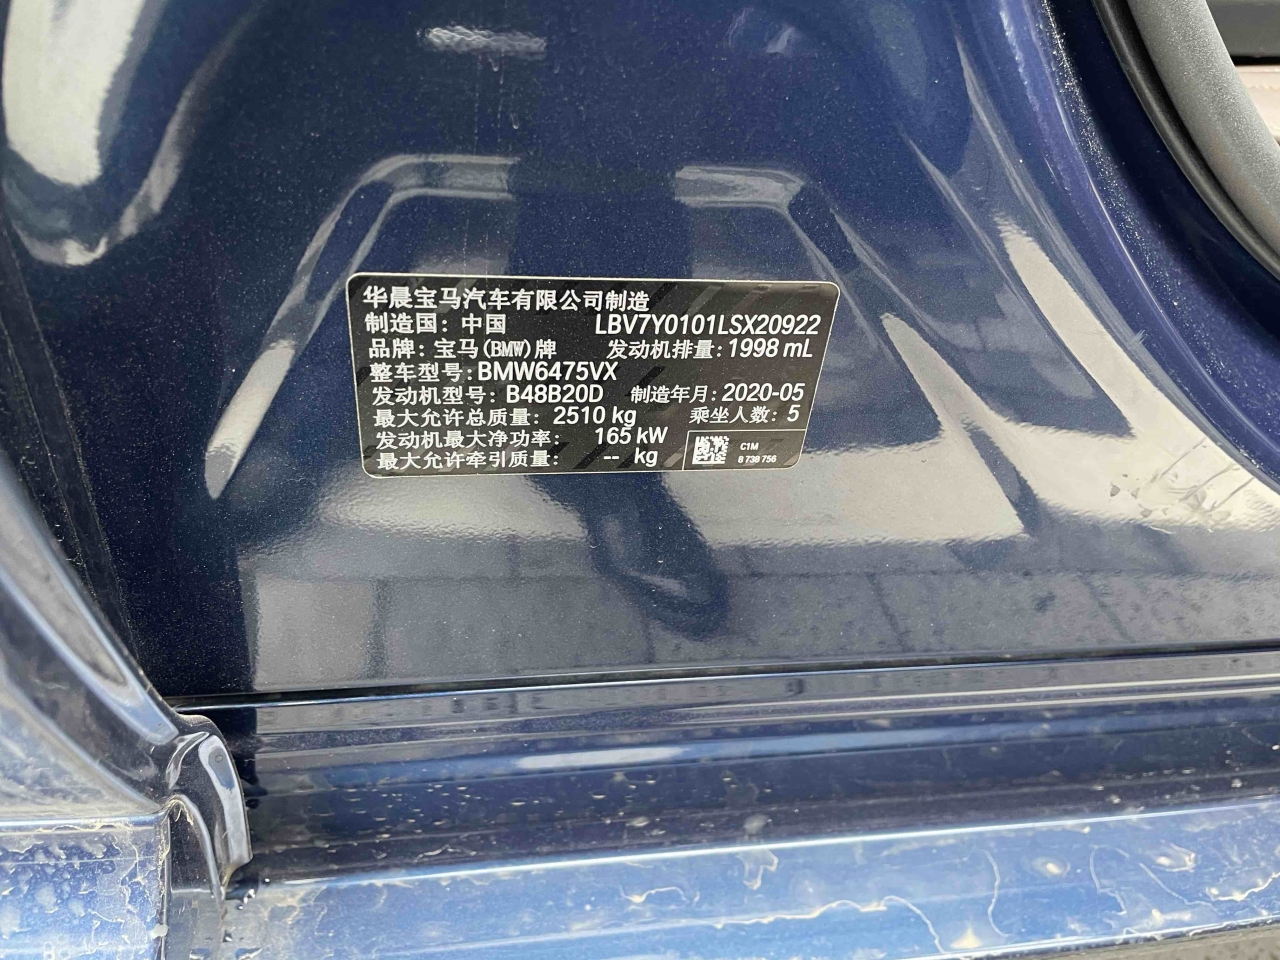 华晨宝马汽车有限公司制造
制造国：中国 LBV7Y0101LSX20922
品牌：宝马(BMW)牌 发动机排量：1998 mL
整车型号：BMW6475VX
发动机型号：B48B20D 制造年月：2020-05
最大允许总质量：2510 kg 乘坐人数：5
发动机最大净功率： 165 kW
最大允许牵引质量： -- kg
C1M
8 739 756